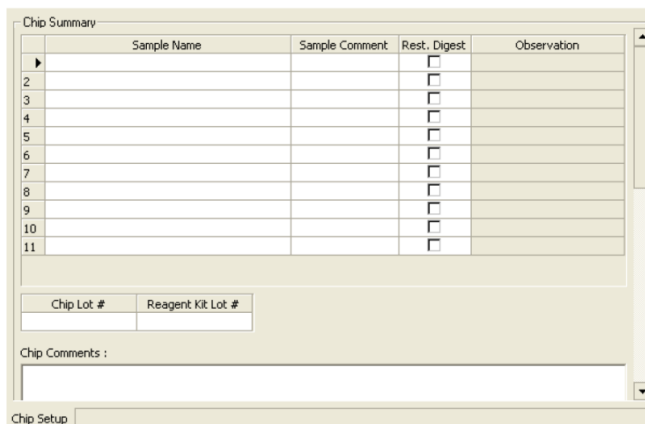 Chip Summary
Sample Name Sample Comment Rest. Digest Observation
2
3
4
5
6
7
8
9
10
11
Chip Lot # Reagent Kit Lot #
Chip Comments :
Chip Setup